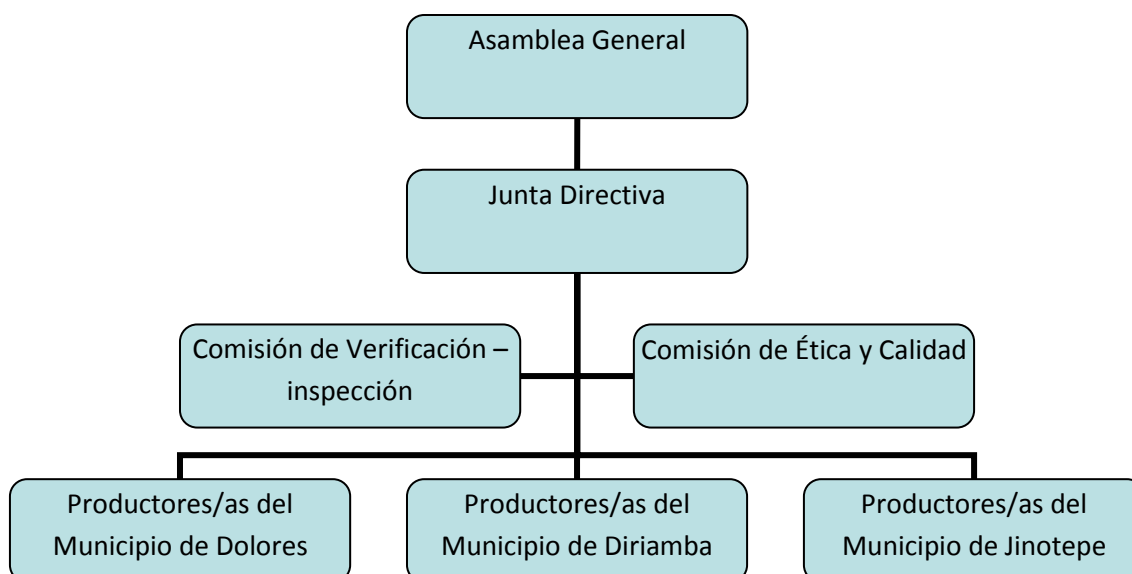 Asamblea General
Junta Directiva
Comisión de Verificación –
inspección
Comisión de Ética y Calidad
Productores/as del
Municipio de Dolores
Productores/as del
Municipio de Diriamba
Productores/as del
Municipio de Jinotepe